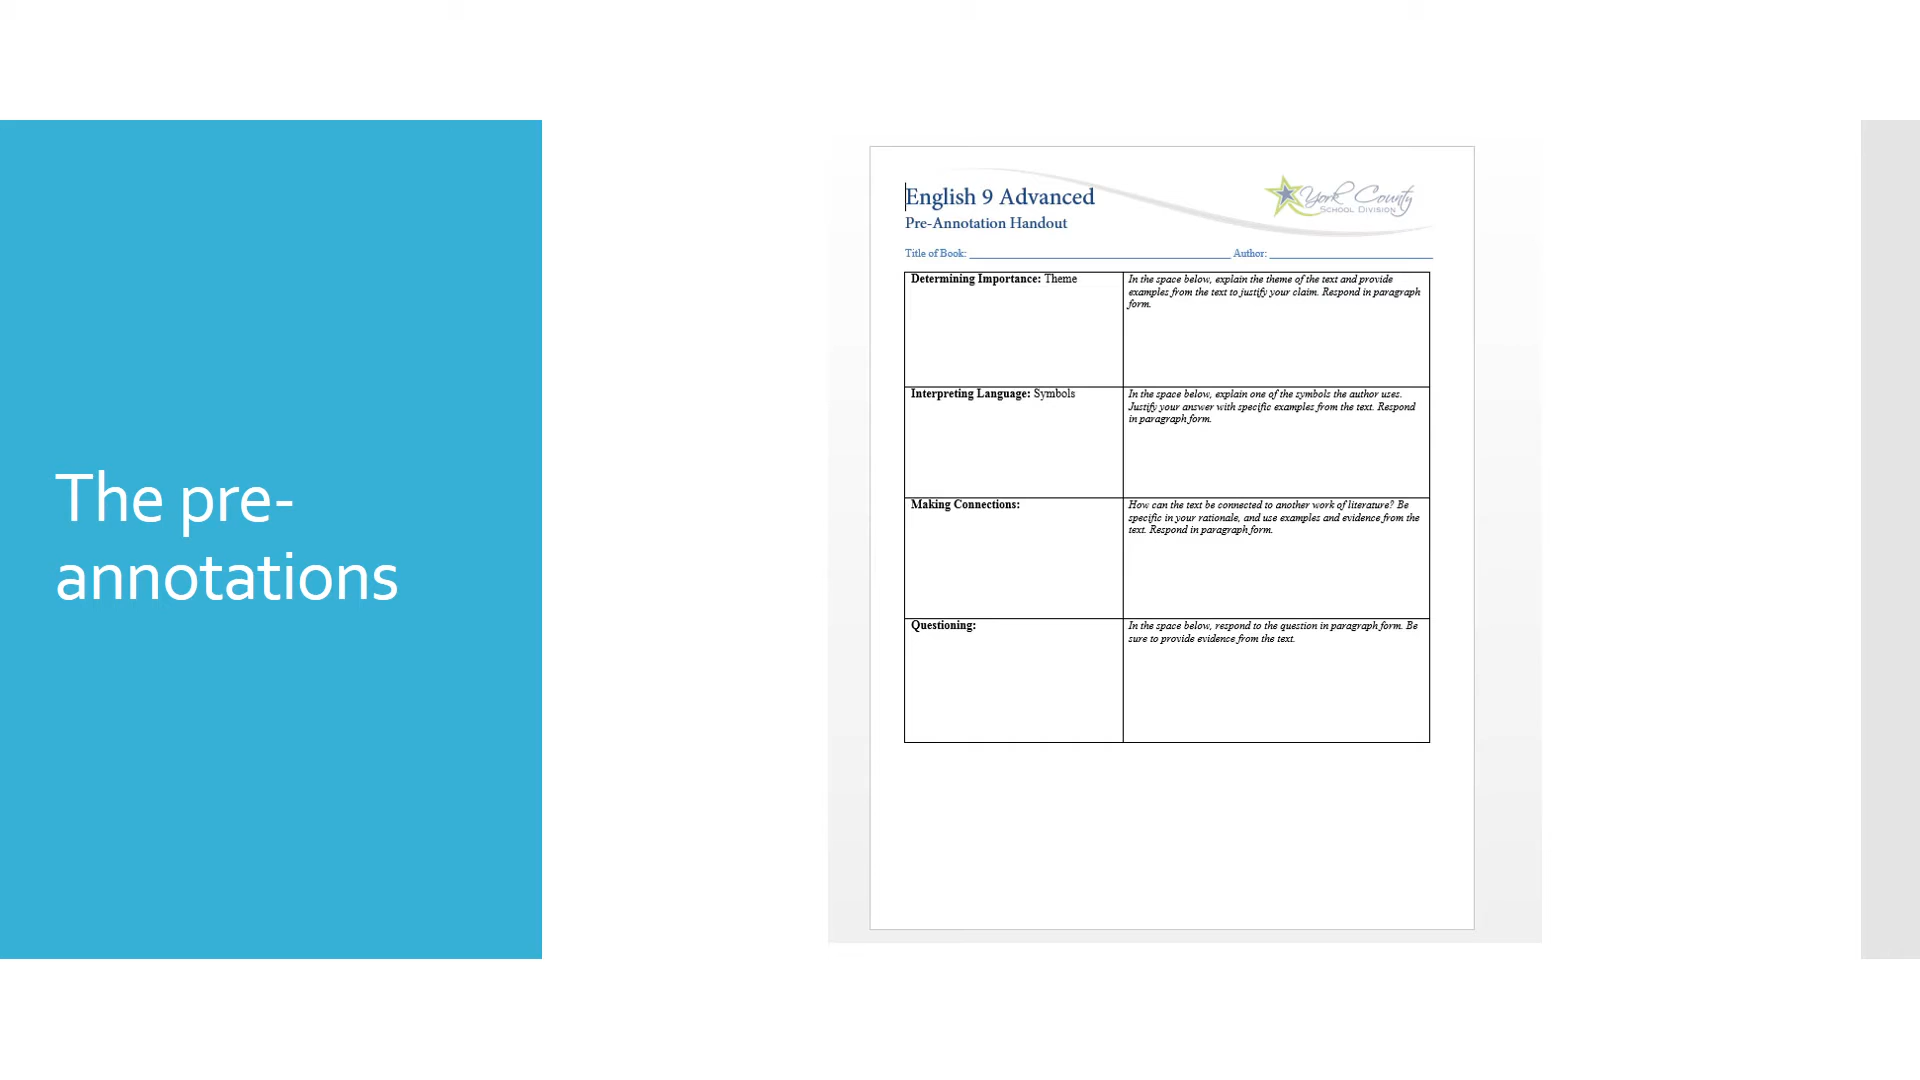 The pre-
annotations
English 9 Advanced
Pre-Annotation Handout
York County
SCHOOL DIVISION
Title of Book: ______________________________ Author: ____________________
Determining Importance: Theme
In the space below, explain the theme of the text and provide
examples from the text to justify your claim. Respond in paragraph
form.
Interpreting Language: Symbols
In the space below, explain one of the symbols the author uses.
Justify your answer with specific examples from the text. Respond
in paragraph form.
Making Connections:
How can the text be connected to another work of literature? Be
specific in your rationale, and use examples and evidence from the
text. Respond in paragraph form.
Questioning:
In the space below, respond to the question in paragraph form. Be
sure to provide evidence from the text.